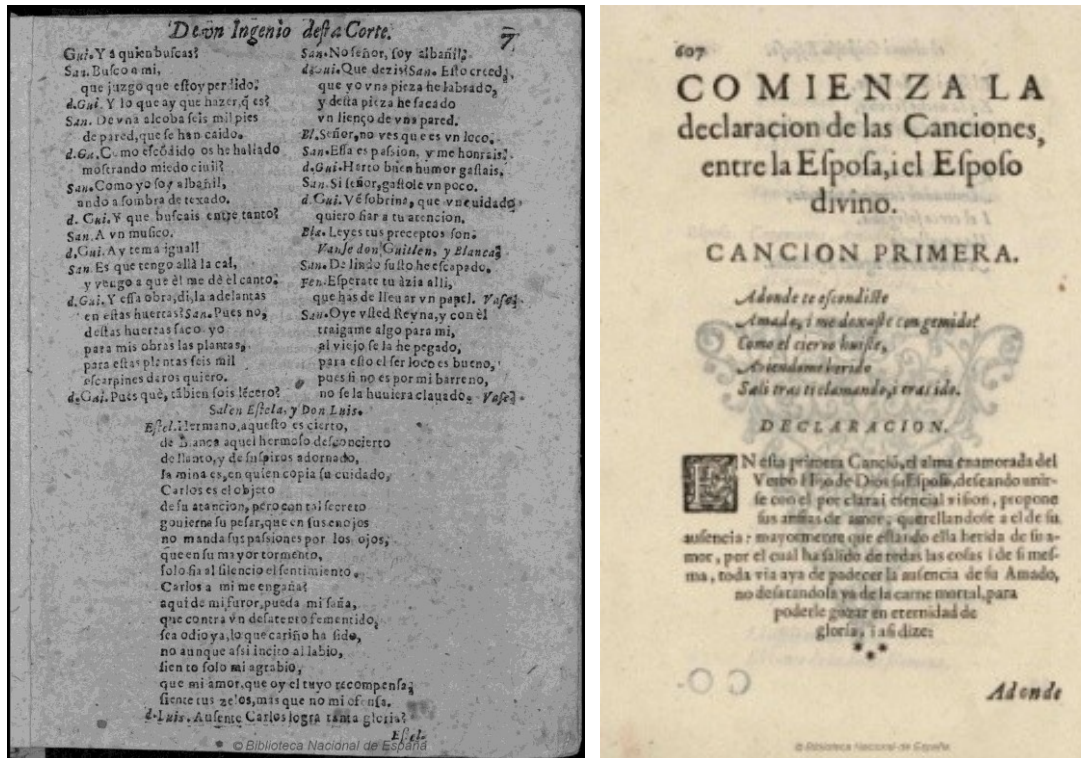 De vn Ingenio desta Corte.
7
Gui. Y a quien buscas?
San. Busco a mi,
que juzgo que estoy perdido.
d. Gui. Y lo que ay que hazer, q̃ es?
San. De vna alcoba seis mil pies
de pared, que se han caido.
d. Gu. Como escõdido os he hallado
mostrando miedo ciuil?
San. Como yo soy albañil,
ando a sombra de texado.
d. Gui. Y que buscais entre tanto?
San. A vn musico.
d. Gui. Ay tema igual!
San. Es que tengo allà la cal,
y vengo a que èl me dè el canto.
d. Gui. Y essa obra, di, la adelantas
en estas huertas? San. Pues no,
destas huertas saco yo
para mis obras las plantas,
para estas plantas seis mil
escarpines daros quiero.
d. Gui. Pues què, tãbien sois lẽcero?
San. No señor, soy albañil.
d. Gui. Que dezis? San. Esto creed,
que yo vna pieza he labrado,
y desta pieza he sacado
vn lienço de vna pared.
Bl. Señor, no ves que es vn loco.
San. Essa es passion, y me honrais.
d. Gui. Harto buen humor gastais.
San. Si señor, gastole vn poco.
d. Gui. Vè sobrina, que vn cuidado
quiero fiar a tu atencion.
Bla. Leyes tus preceptos son.
Vanse don Guillen, y Blanca.
San. De lindo susto he escapado.
Fen. Esperate tu àzia alli,
que has de lleuar vn papel. Vase.
San. Oye vsted Reyna, y con èl
traigame algo para mi,
al viejo se la he pegado,
para esto el ser loco es bueno,
pues si no es por mi barreno,
no se la huuiera clauado. Vase.
Salen Estela, y Don Luis.
Estel. Hermano, aquesto es cierto,
de Blanca aquel hermoso desconcierto
de llanto, y de suspiros adornado,
la mina es, en quien copia su cuidado,
Carlos es el objeto
de su atancion, pero con tal secreto
gouierna su pesar, que en sus enojos
no manda sus passiones por los ojos,
que en su mayor tormento,
solo fia al silencio el sentimiento.
Carlos a mi me engaña?
aqui de mi furor, pueda mi saña,
que contra vn desatento fementido,
sea odio ya, lo que cariño ha sido,
no aunque assi incito al labio,
siento solo mi agrabio,
que mi amor, que oy el tuyo recompensa,
siente tus zelos, mas que no mi ofensa.
d. Luis. Ausente Carlos logra tanta gloria?
Estel.
© Biblioteca Nacional de España
607
COMIENZA LA
declaracion de las Canciones,
entre la Esposa, i el Esposo
divino.
CANCION PRIMERA.
Adonde te escondiste
Amado, i me dexaste con gemido?
Como el ciervo huiste,
Aviendome herido
Sali tras ti clamando, i eras ido.
DECLARACION.
EN esta primera Canciõ, el alma enamorada del
Verbo Hijo de Dios su Esposo, deseando unir-
se con el por clara i esencial vision, propone
sus ansias de amor, querellandose a el de su
ausencia: mayormente que estando ella herida de su a-
mor, por el cual ha salido de todas las cosas i de si mes-
ma, toda via aya de padecer la ausencia de su Amado,
no desatandola ya de la carne mortal, para
poderle gozar en eternidad de
gloria, i asi dize:
Adonde
© Biblioteca Nacional de España